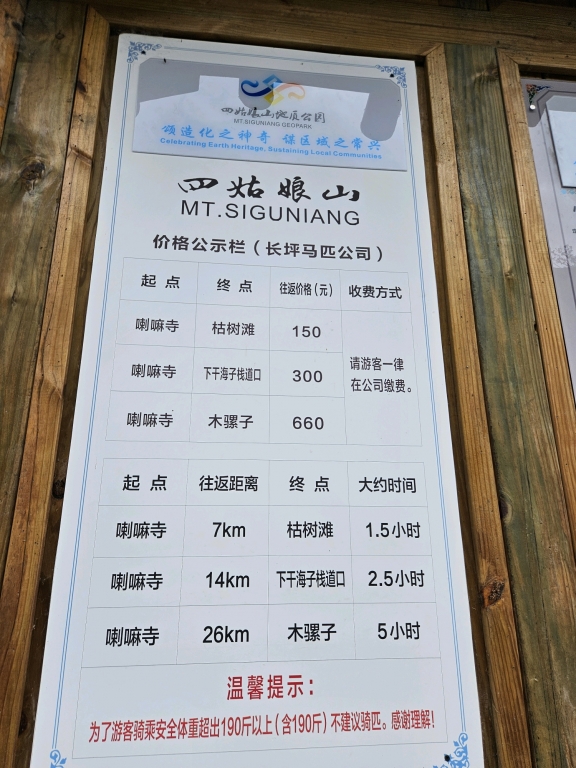 四姑娘山地质公园
MT.SIGUNIANG GEOPARK
颂造化之神奇 谋区域之常兴
Celebrating Earth Heritage, Sustaining Local Communities
四姑娘山
MT.SIGUNIANG
价格公示栏（长坪马匹公司）
起点 终点 往返价格（元） 收费方式
喇嘛寺 枯树滩 150
喇嘛寺 下干海子栈道口 300
请游客一律
在公司缴费。
喇嘛寺 木骡子 660
起点 往返距离 终点 大约时间
喇嘛寺 7km 枯树滩 1.5小时
喇嘛寺 14km 下干海子栈道口 2.5小时
喇嘛寺 26km 木骡子 5小时
温馨提示：
为了游客骑乘安全体重超出190斤以上（含190斤）不建议骑匹。感谢理解！